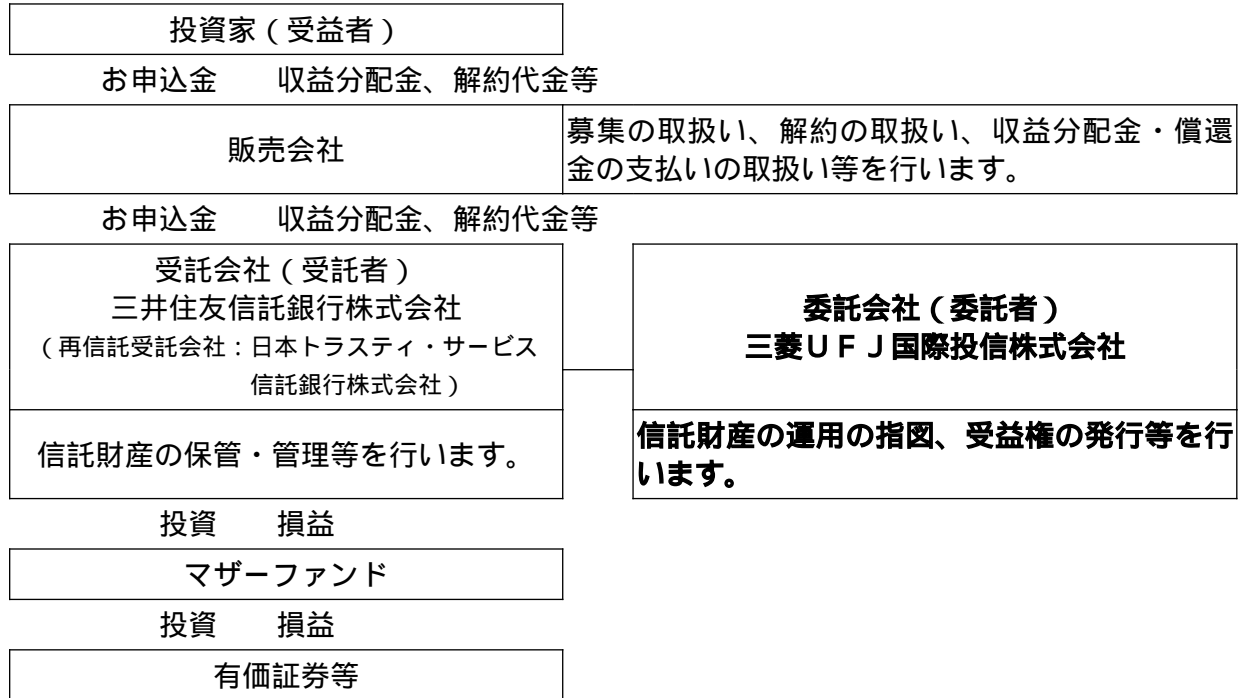 投資家（受益者）
お申込金　　収益分配金、解約代金等
販売会社
募集の取扱い、解約の取扱い、収益分配金・償還
金の支払いの取扱い等を行います。
お申込金　　収益分配金、解約代金等
受託会社（受託者）
三井住友信託銀行株式会社
（再信託受託会社：日本トラスティ・サービス
信託銀行株式会社）
信託財産の保管・管理等を行います。
委託会社（委託者）
三菱ＵＦＪ国際投信株式会社
信託財産の運用の指図、受益権の発行等を行
います。
投資　　損益
マザーファンド
投資　　損益
有価証券等